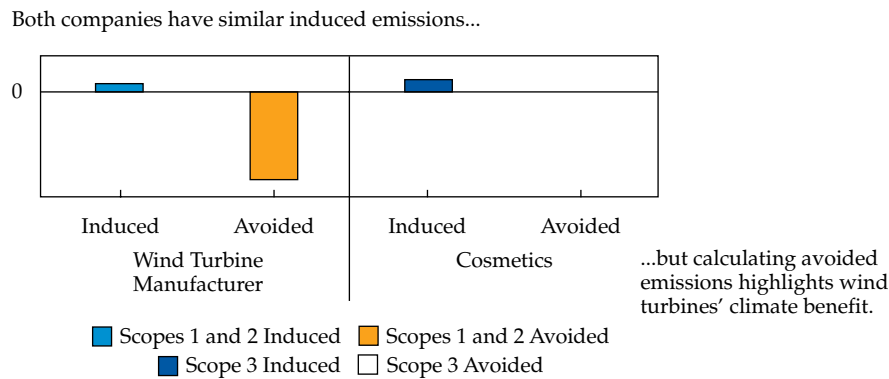 Both companies have similar induced emissions...
0
Induced
Avoided
Induced
Avoided
Wind Turbine
Manufacturer
Cosmetics
...but calculating avoided
emissions highlights wind
turbines’ climate benefit.
Scopes 1 and 2 Induced
Scopes 1 and 2 Avoided
Scope 3 Induced
Scope 3 Avoided